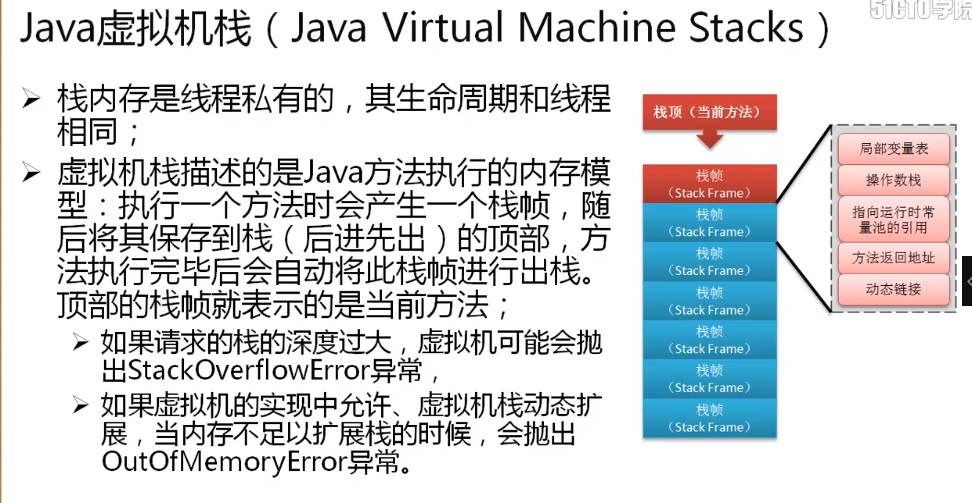 51CTO学院
Java虚拟机栈（Java Virtual Machine Stacks）
栈内存是线程私有的，其生命周期和线程
相同；
虚拟机栈描述的是Java方法执行的内存模
型：执行一个方法时会产生一个栈帧，随
后将其保存到栈（后进先出）的顶部，方
法执行完毕后会自动将此栈帧进行出栈。
顶部的栈帧就表示的是当前方法；
如果请求的栈的深度过大，虚拟机可能会抛
出StackOverflowError异常，
如果虚拟机的实现中允许、虚拟机栈动态扩
展，当内存不足以扩展栈的时候，会抛出
OutOfMemoryError异常。
栈顶（当前方法）
栈帧
（Stack Frame）
栈帧
（Stack Frame）
栈帧
（Stack Frame）
栈帧
（Stack Frame）
栈帧
（Stack Frame）
栈帧
（Stack Frame）
栈帧
（Stack Frame）
局部变量表
操作数栈
指向运行时常
量池的引用
方法返回地址
动态链接